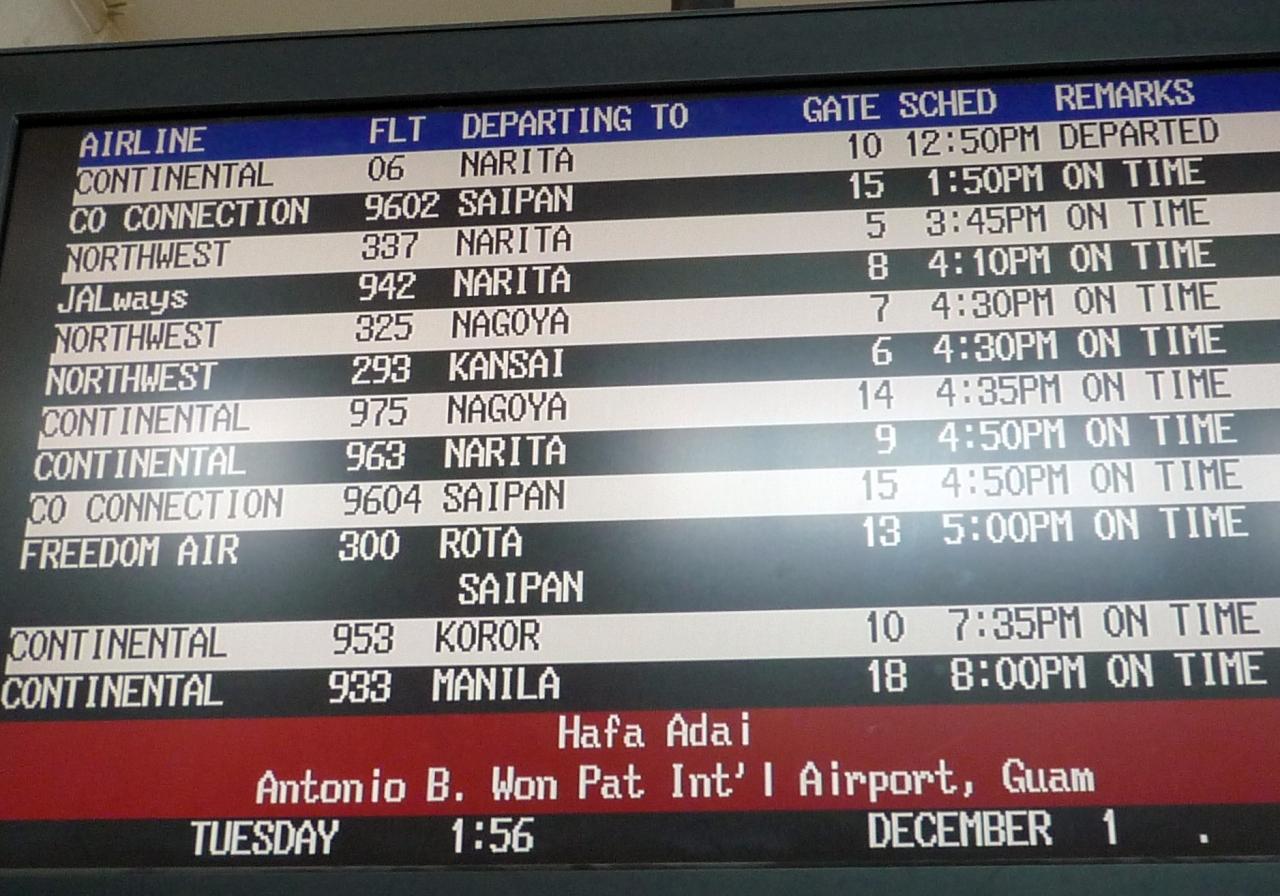 AIRLINE FLT DEPARTING TO GATE SCHED REMARKS
CONTINENTAL 06 NARITA 10 12:50PM DEPARTED
CO CONNECTION 9602 SAIPAN 15 1:50PM ON TIME
NORTHWEST 337 NARITA 5 3:45PM ON TIME
JALways 942 NARITA 8 4:10PM ON TIME
NORTHWEST 325 NAGOYA 7 4:30PM ON TIME
NORTHWEST 293 KANSAI 6 4:30PM ON TIME
CONTINENTAL 975 NAGOYA 14 4:35PM ON TIME
CONTINENTAL 963 NARITA 9 4:50PM ON TIME
CO CONNECTION 9604 SAIPAN 15 4:50PM ON TIME
FREEDOM AIR 300 ROTA 13 5:00PM ON TIME
SAIPAN
CONTINENTAL 953 KOROR 10 7:35PM ON TIME
CONTINENTAL 933 MANILA 18 8:00PM ON TIME
Hafa Adai
Antonio B. Won Pat Int'l Airport, Guam
TUESDAY 1:56 DECEMBER 1 .